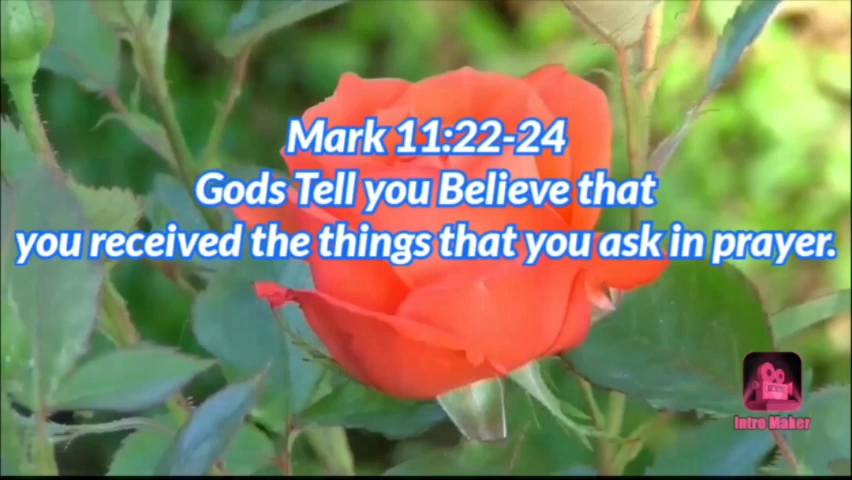 Mark 11:22-24
Gods Tell you Believe that
you received the things that you ask in prayer.
Intro Maker